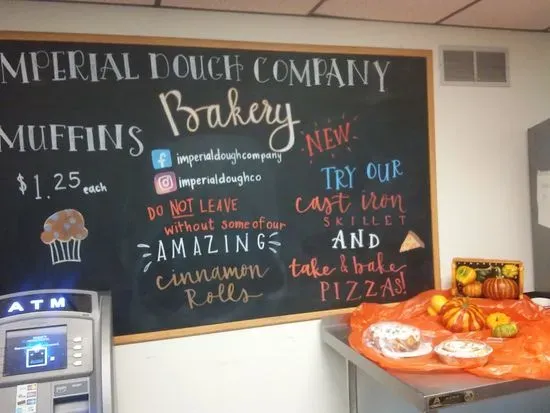 IMPERIAL DOUGH COMPANY
Bakery
MUFFINS
$1.25 each
imperialdoughcompany
imperialdoughco
DO NOT LEAVE
without some of our
AMAZING
cinnamon
Rolls
NEW
TRY OUR
cast iron
SKILLET
AND
take & bake
PIZZAS!
ATM